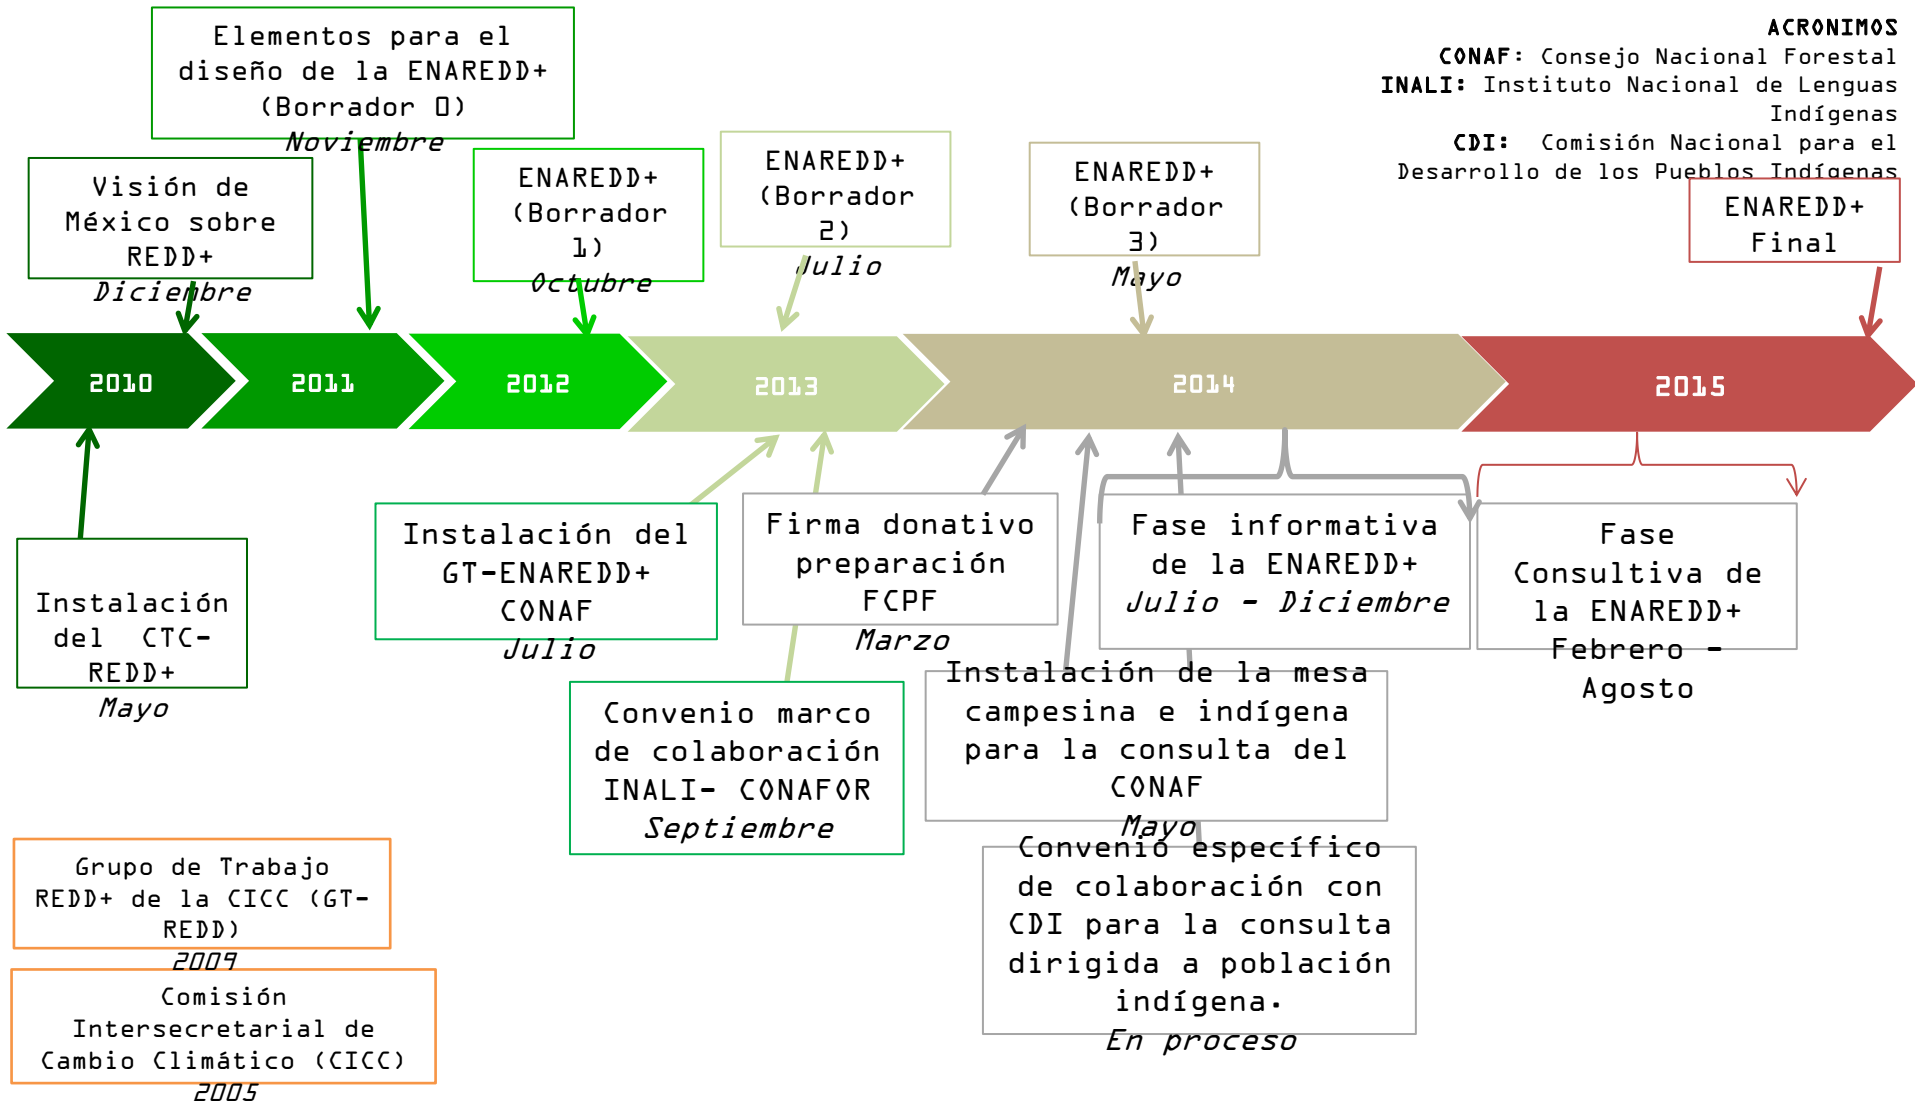 Elementos para el
diseño de la ENAREDD+
(Borrador 0)
Noviembre
ACRONIMOS
CONAF: Consejo Nacional Forestal
INALI: Instituto Nacional de Lenguas
Indígenas
CDI: Comisión Nacional para el
Desarrollo de los Pueblos Indígenas
Visión de
México sobre
REDD+
Diciembre
ENAREDD+
(Borrador
1)
Octubre
ENAREDD+
(Borrador
2)
Julio
ENAREDD+
(Borrador
3)
Mayo
ENAREDD+
Final
2010
2011
2012
2013
2014
2015
Instalación
del CTC-
REDD+
Mayo
Instalación del
GT-ENAREDD+
CONAF
Julio
Convenio marco
de colaboración
INALI- CONAFOR
Septiembre
Firma donativo
preparación
FCPF
Marzo
Instalación de la mesa
campesina e indígena
para la consulta del
CONAF
Mayo
Convenio específico
de colaboración con
CDI para la consulta
dirigida a población
indígena.
En proceso
Fase informativa
de la ENAREDD+
Julio - Diciembre
Fase
Consultiva de
la ENAREDD+
Febrero -
Agosto
Grupo de Trabajo
REDD+ de la CICC (GT-
REDD)
2009
Comisión
Intersecretarial de
Cambio Climático (CICC)
2005